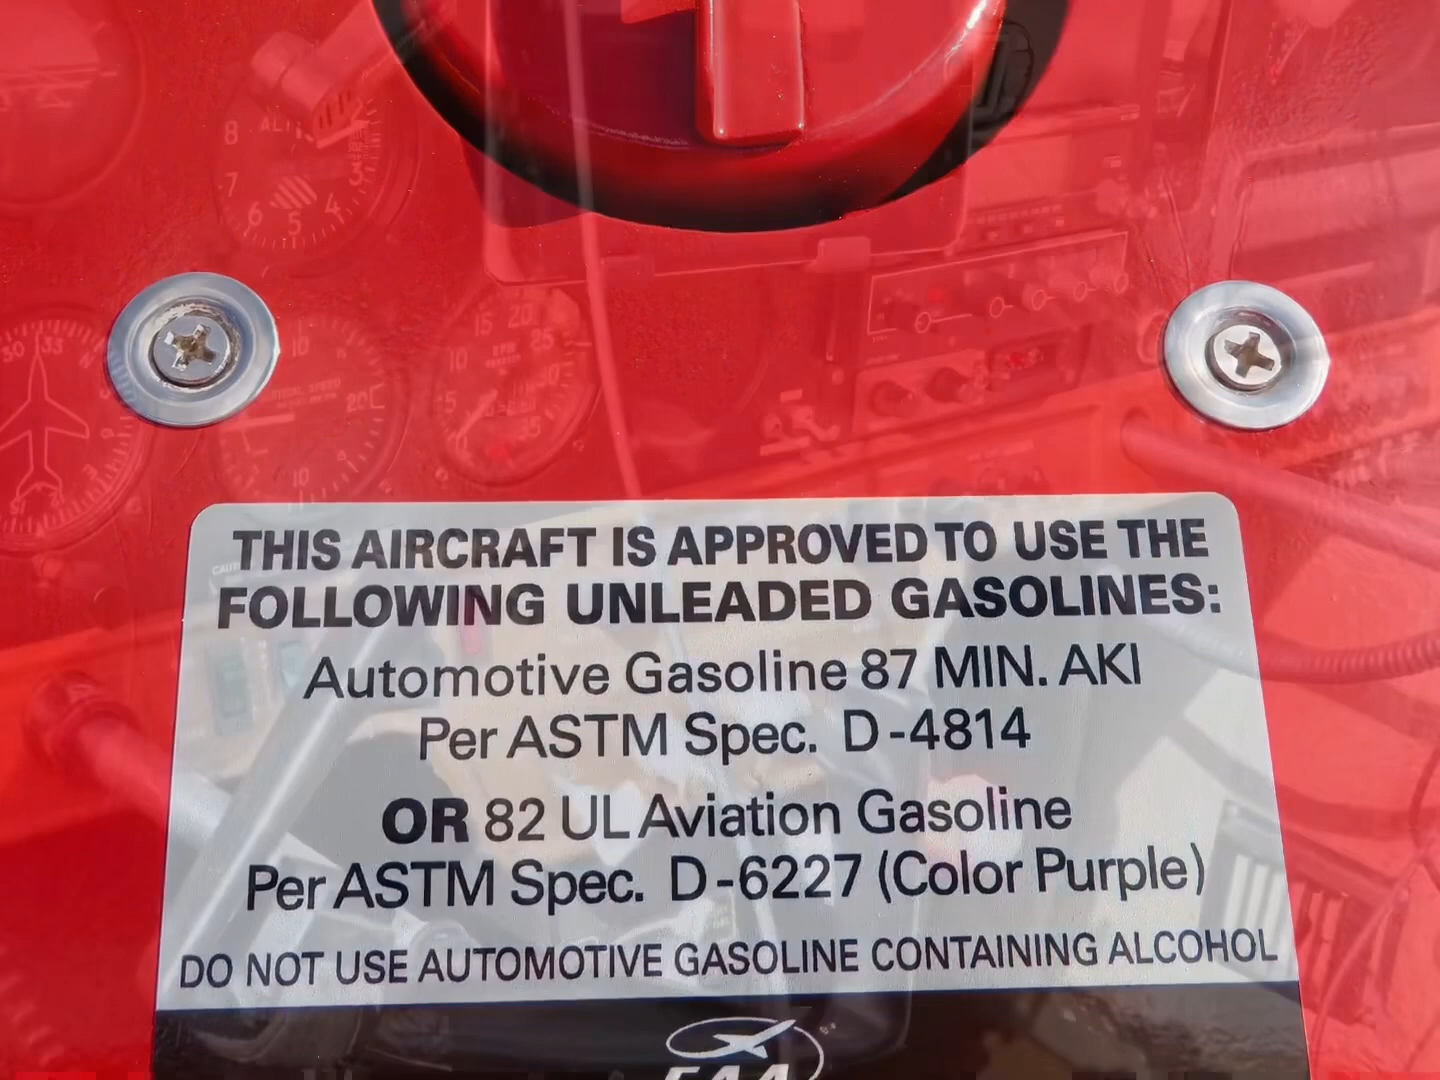 THIS AIRCRAFT IS APPROVED TO USE THE
FOLLOWING UNLEADED GASOLINES:
Automotive Gasoline 87 MIN. AKI
Per ASTM Spec. D-4814
OR 82 UL Aviation Gasoline
Per ASTM Spec. D-6227 (Color Purple)
DO NOT USE AUTOMOTIVE GASOLINE CONTAINING ALCOHOL
EAA